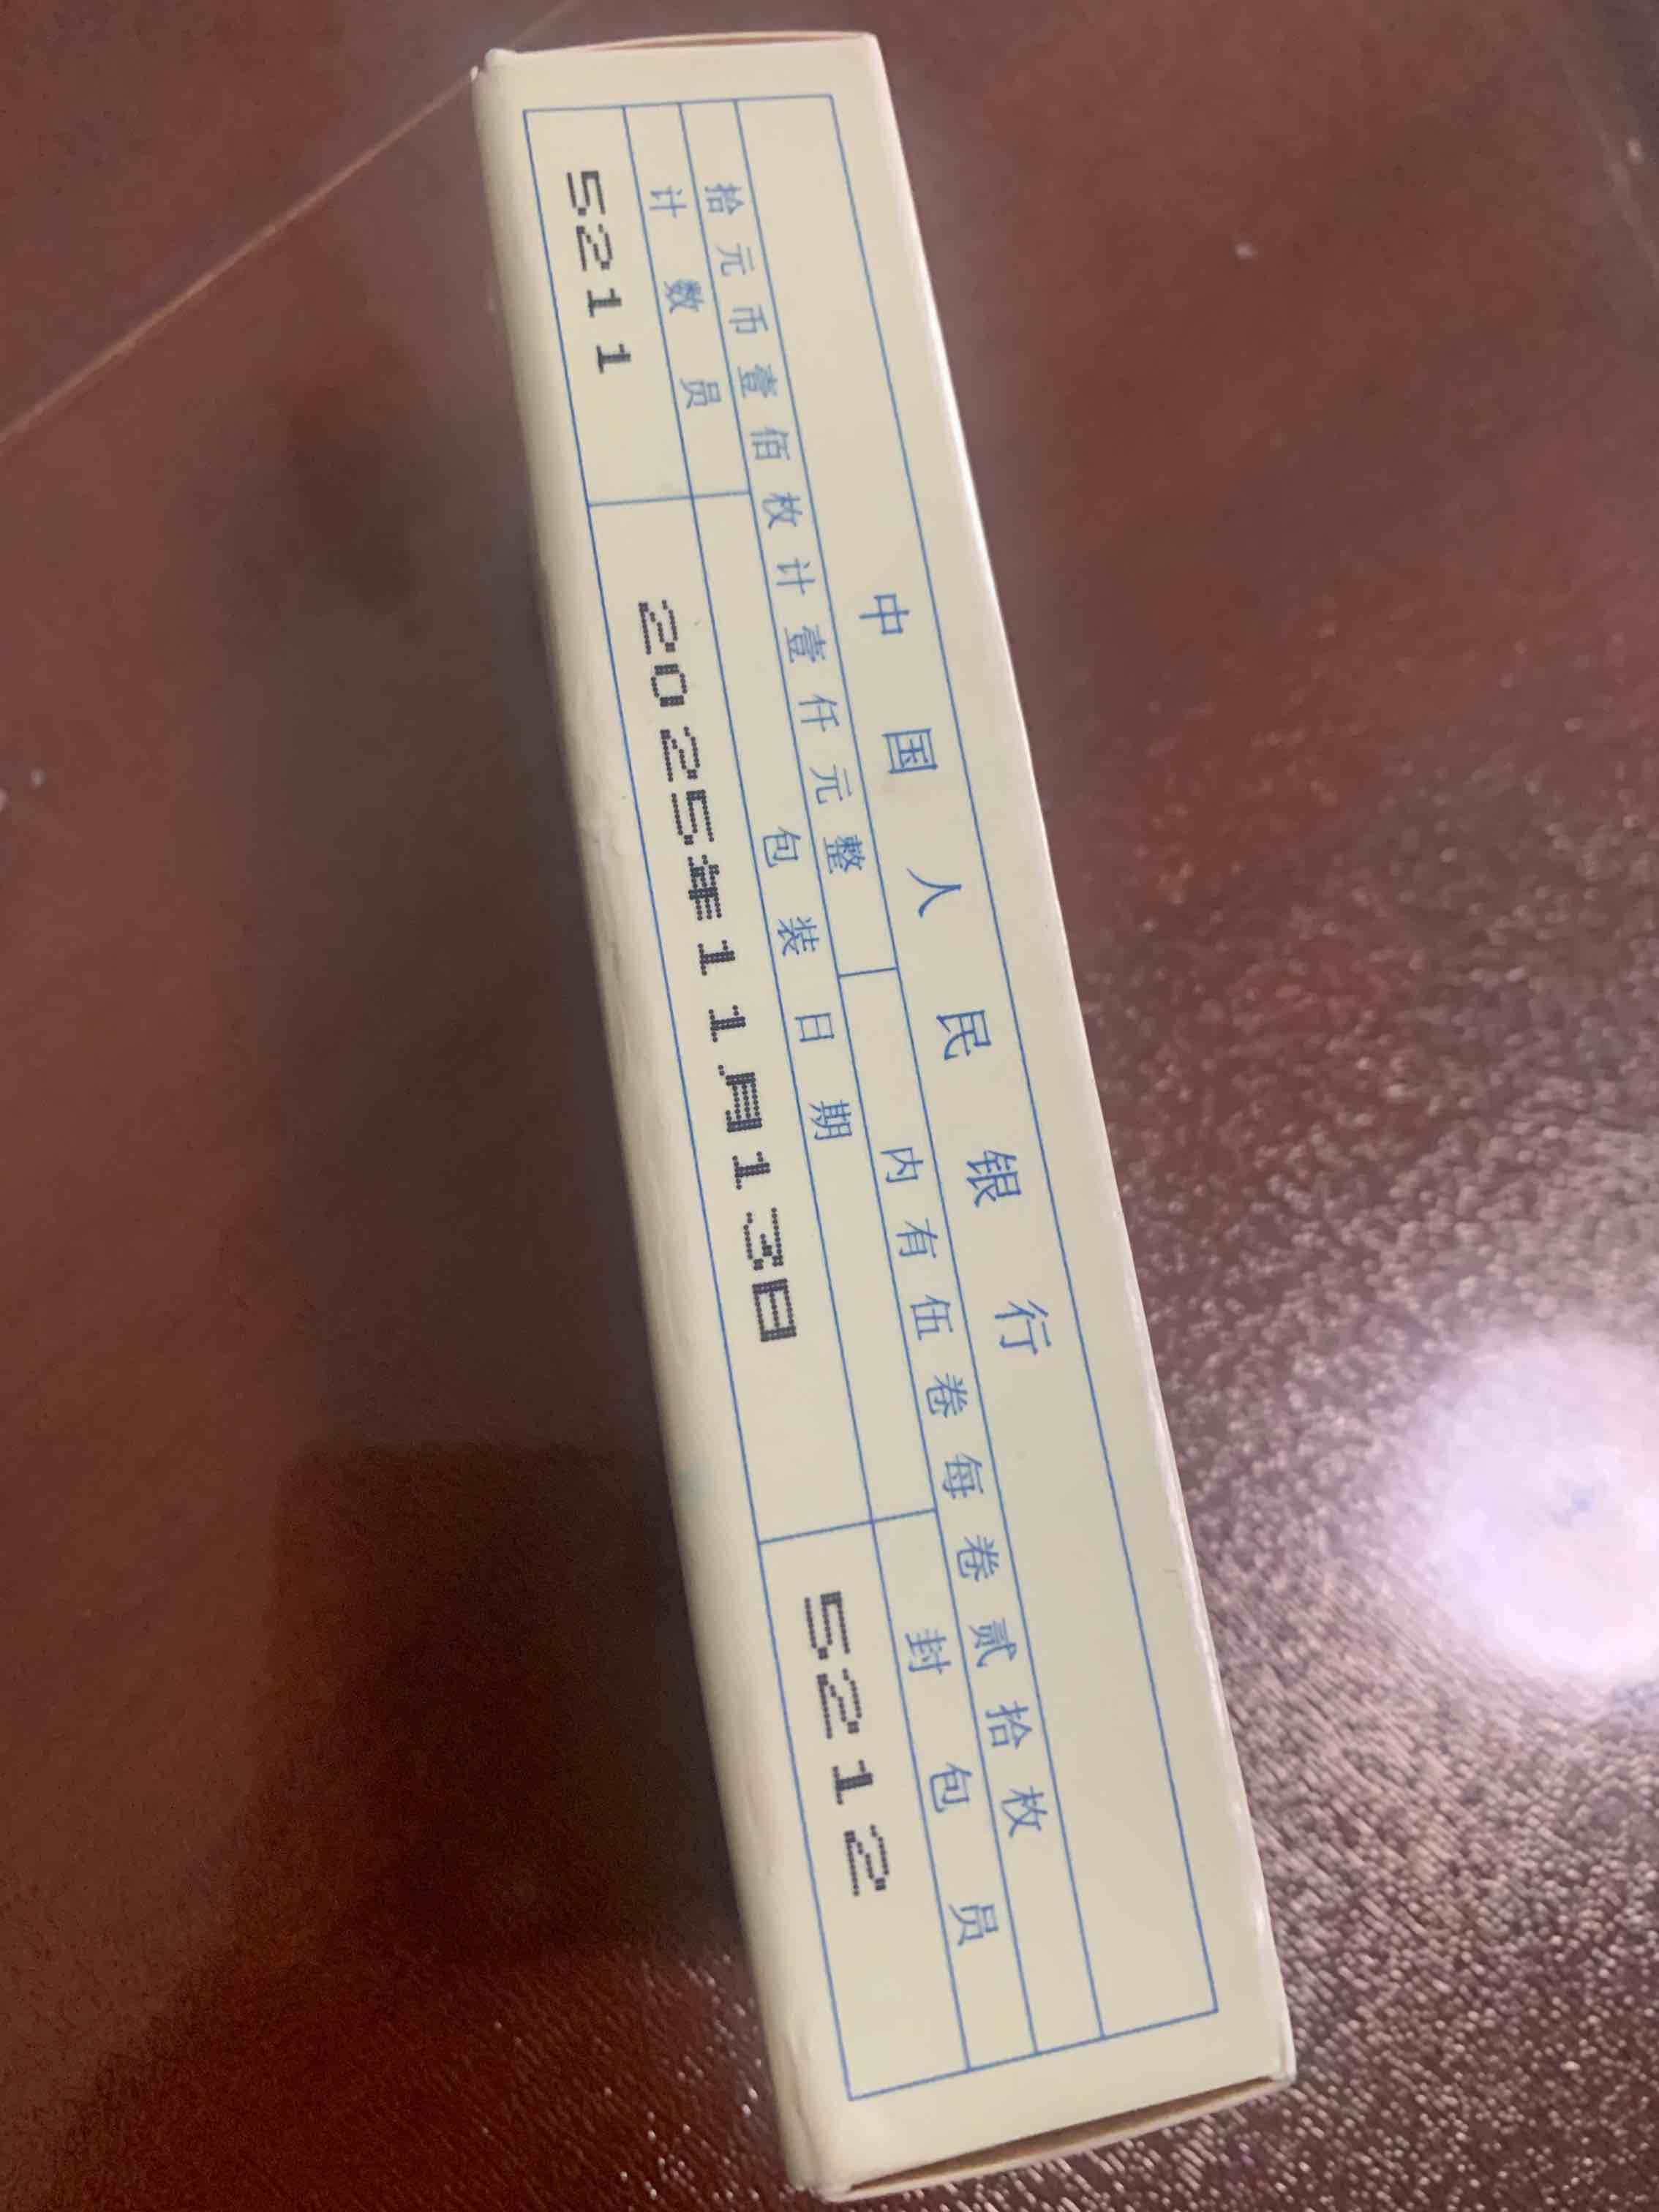 中国人民银行
拾元币壹佰枚计壹仟元整 内有伍卷每卷贰拾枚
计数员 包装日期 封包员
5211 2025年11月13日 5212